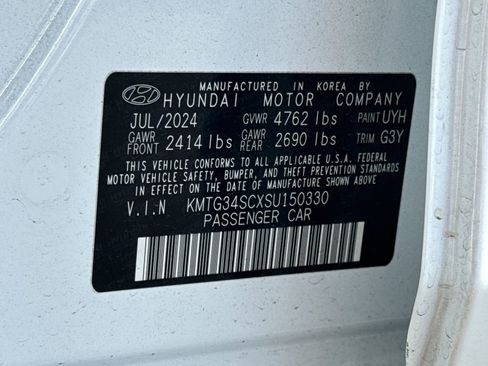 MANUFACTURED IN KOREA BY
HYUNDAI MOTOR COMPANY
JUL/2024 GVWR 4762 lbs PAINT UYH
GAWR FRONT 2414 lbs GAWR REAR 2690 lbs TRIM G3Y
THIS VEHICLE CONFORMS TO ALL APPLICABLE U.S.A. FEDERAL
MOTOR VEHICLE SAFETY, BUMPER, AND THEFT PREVENTION STANDARDS
IN EFFECT ON THE DATE OF MANUFACTURE SHOWN ABOVE.
V.I.N KMTG34SCXSU150330
PASSENGER CAR